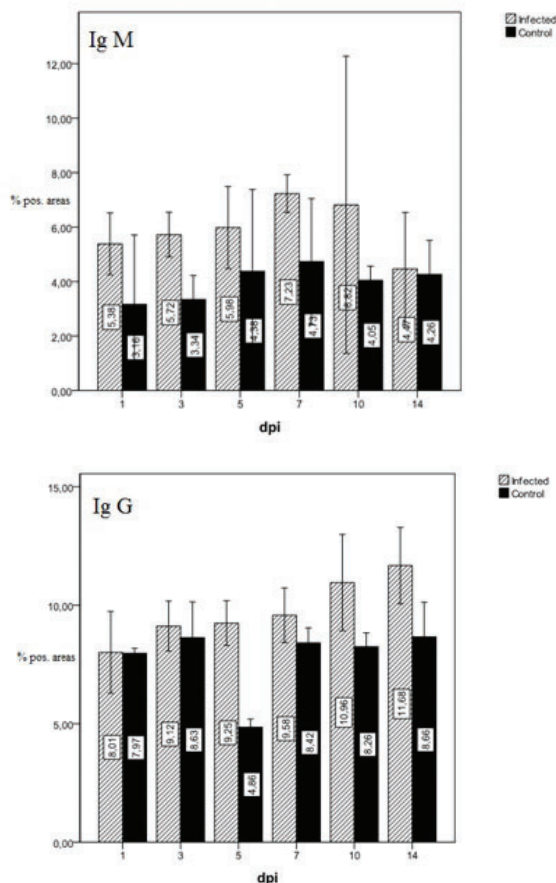 Ig M
Infected
Control
12,00
10,00
8,00
% pos. areas
6,00
4,00
2,00
0,00
5,38
3,16
5,72
3,34
5,98
4,38
7,23
4,73
6,82
4,05
4,47
4,26
1 3 5 7 10 14
dpi
Ig G
Infected
Control
15,00
10,00
% pos. areas
5,00
0,00
8,01
7,97
9,12
8,63
9,25
4,86
9,58
8,42
10,96
8,26
11,68
8,66
1 3 5 7 10 14
dpi